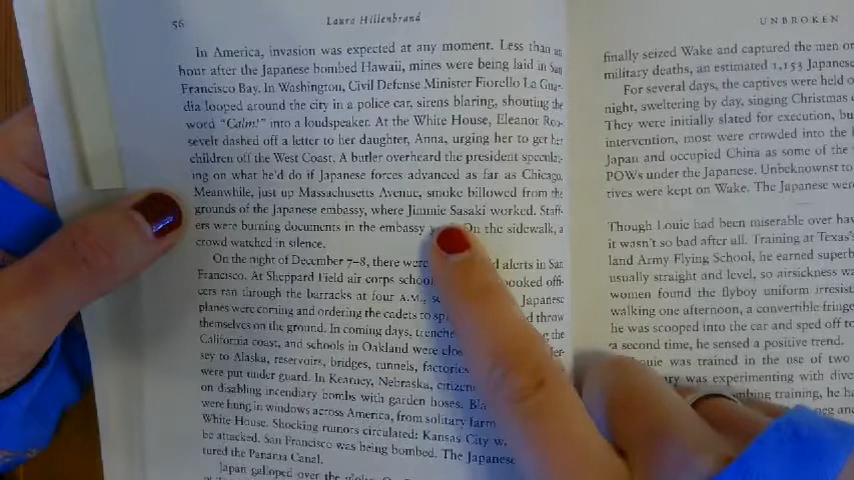 56
Laura Hillenbrand
In America, invasion was expected at any moment. Less than an
hour after the Japanese bombed Hawaii, mines were being laid in San
Francisco Bay. In Washington, Civil Defense Minister Fiorello La Guar-
dia looped around the city in a police car, sirens blaring, shouting the
word "Calm!" into a loudspeaker. At the White House, Eleanor Roo-
sevelt dashed off a letter to her daughter, Anna, urging her to get her
children off the West Coast. A butler overheard the president speculat-
ing on what he'd do if Japanese forces advanced as far as Chicago.
Meanwhile, just up Massachusetts Avenue, smoke billowed from the
grounds of the Japanese embassy, where Jimmie Sasaki worked. Staff-
ers were burning documents in the embassy On the sidewalk, a
crowd watched in silence.
On the night of December 7–8, there were alerts in San
Francisco. At Sheppard Field air corps school spooked offi-
cers ran through the barracks at four A.M., Japanese
planes were coming and ordering the cadets to throw
themselves on the ground. In coming days, trenches the
California coast, and schools in Oakland were
sey to Alaska, reservoirs, bridges, tunnels, factories
were put under guard. In Kearney, Nebraska, citizens
on disabling incendiary bombs with garden hoses.
were hung in windows across America, from solitary farm
White House. Shocking rumors circulated: Kansas City
be attacked. San Francisco was being bombed. The Japanese
tured the Panama Canal.
Japan galloped over the
UNBROKEN
finally seized Wake and captured the men
military deaths, an estimated 1,153 Japanese
For several days, the captives were held
night, sweltering by day, singing Christmas
They were initially slated for execution, but
intervention, most were crowded into the
Japan and occupied China as some of the
POWs under the Japanese. Unbeknownst to
tives were kept on Wake. The Japanese were
Though Louie had been miserable over
it wasn't so bad after all. Training at Texas's
land Army Flying School, he earned
usually straight and level, so airsickness
women found the flyboy uniform irresist
walking one afternoon, a convertible fringe
he was scooped into the car and sped off to
a second time, he sensed a positive trend.
Louie was trained in the use of two
was experimenting with dive